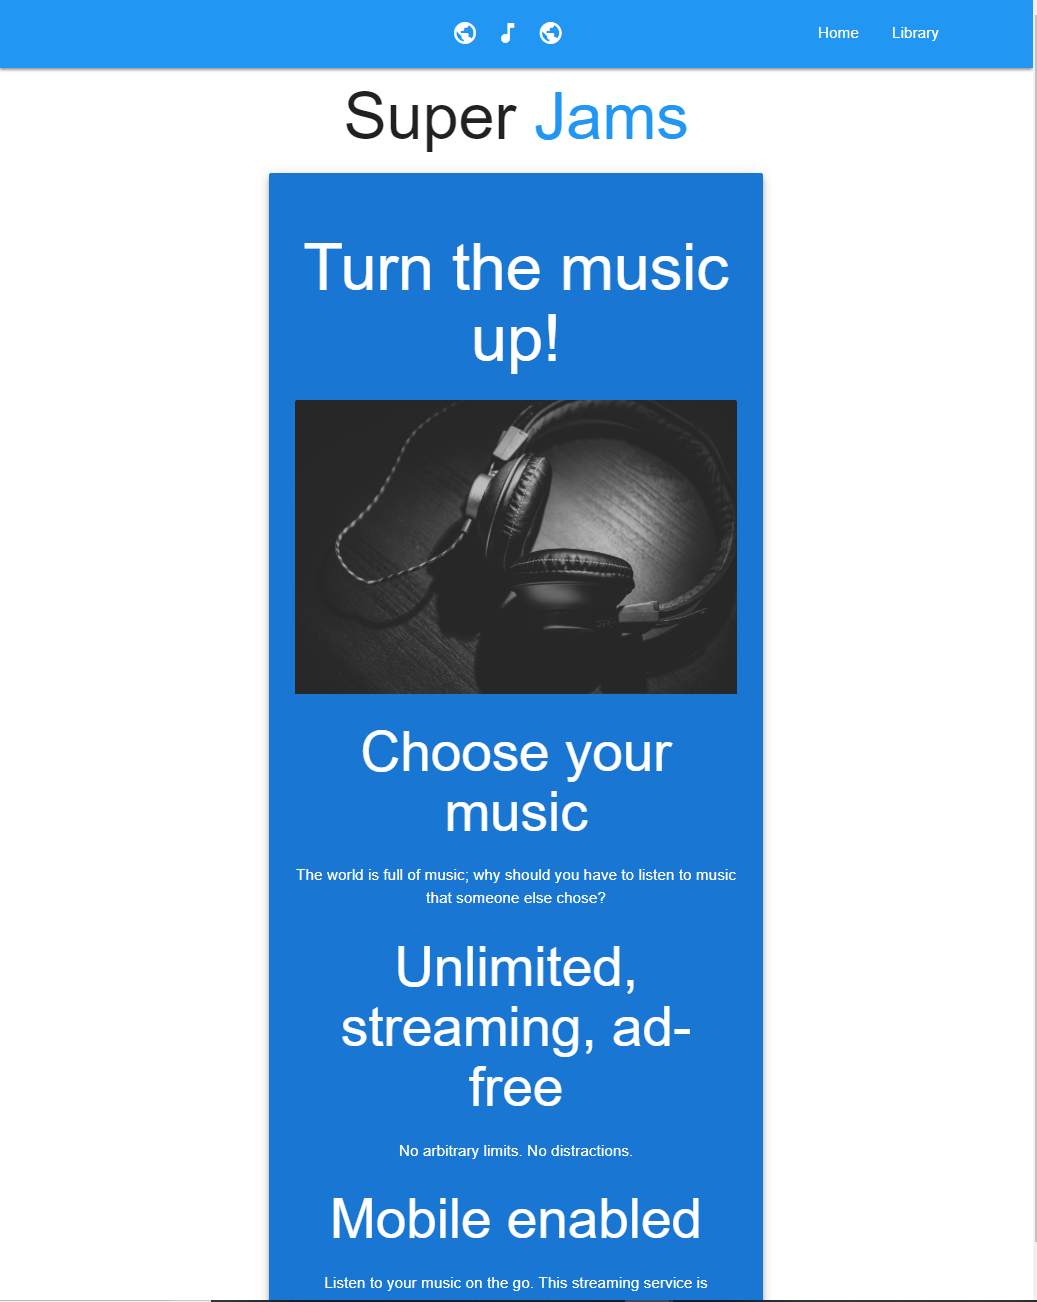 Home Library
Super Jams
Turn the music
up!
Choose your
music
The world is full of music; why should you have to listen to music
that someone else chose?
Unlimited,
streaming, ad-
free
No arbitrary limits. No distractions.
Mobile enabled
Listen to your music on the go. This streaming service is